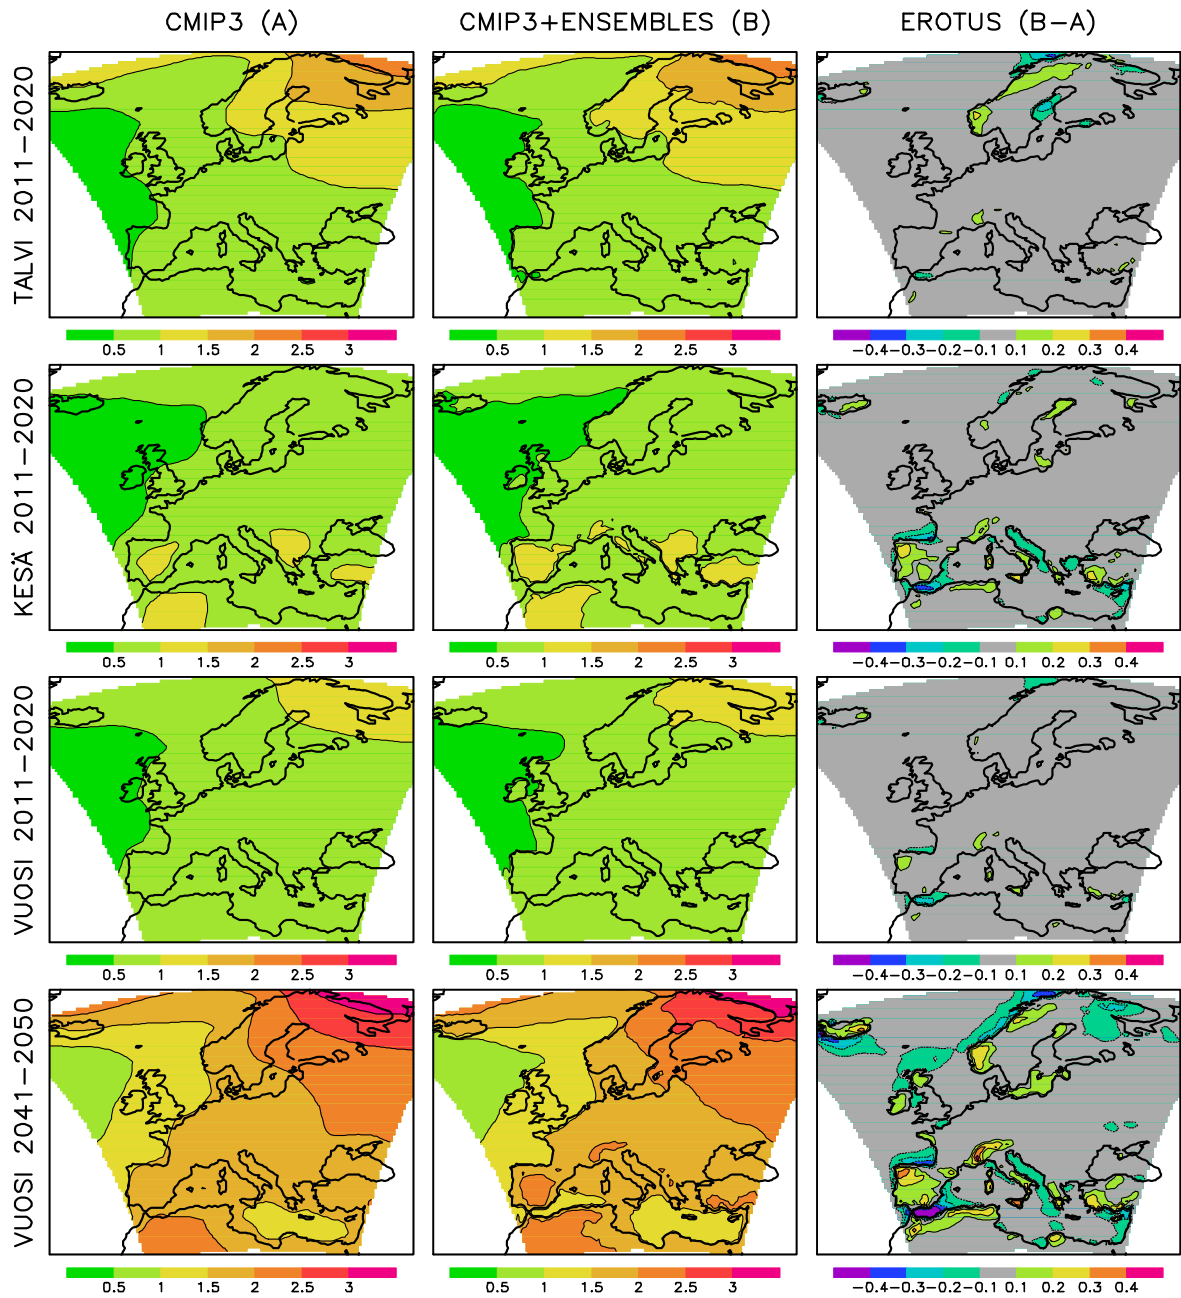 CMIP3 (A) CMIP3+ENSEMBLES (B) EROTUS (B−A)
TALVI 2011−2020
0.5 1 1.5 2 2.5 3 0.5 1 1.5 2 2.5 3 −0.4−0.3−0.2−0.1 0.1 0.2 0.3 0.4
KESÄ 2011−2020
0.5 1 1.5 2 2.5 3 0.5 1 1.5 2 2.5 3 −0.4−0.3−0.2−0.1 0.1 0.2 0.3 0.4
VUOSI 2011−2020
0.5 1 1.5 2 2.5 3 0.5 1 1.5 2 2.5 3 −0.4−0.3−0.2−0.1 0.1 0.2 0.3 0.4
VUOSI 2041−2050
0.5 1 1.5 2 2.5 3 0.5 1 1.5 2 2.5 3 −0.4−0.3−0.2−0.1 0.1 0.2 0.3 0.4